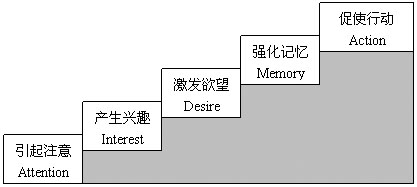 促使行动
Action
强化记忆
Memory
激发欲望
Desire
产生兴趣
Interest
引起注意
Attention